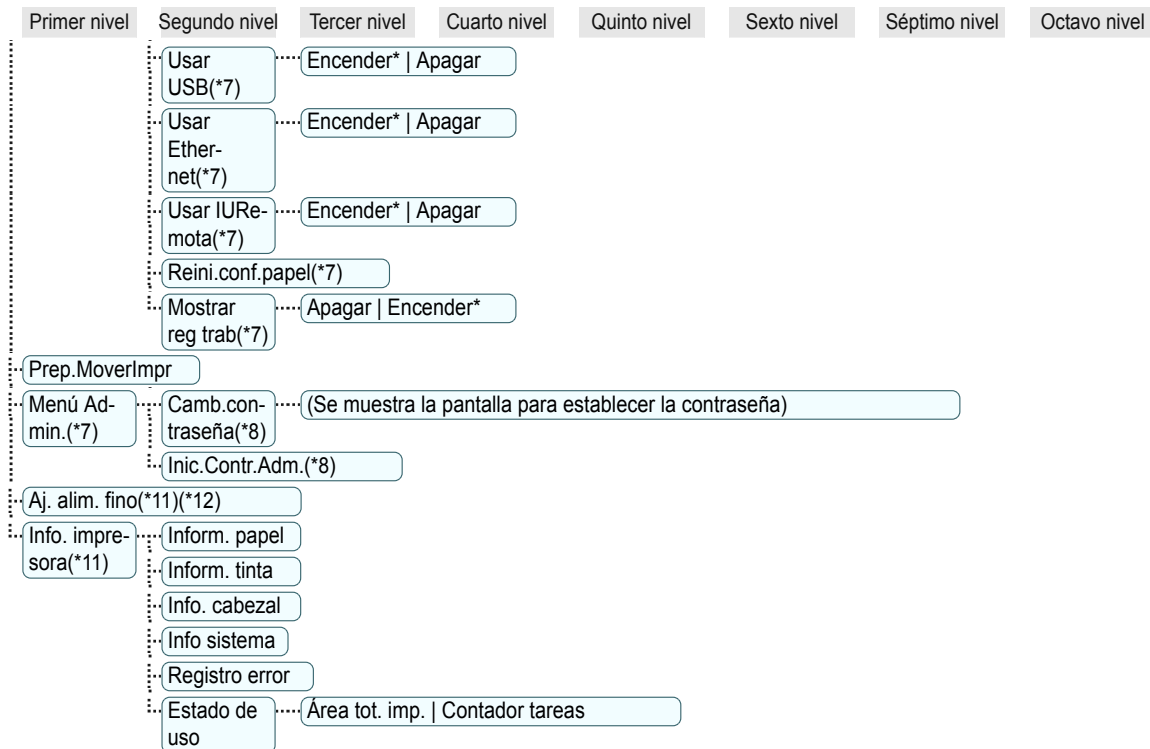 Primer nivel Segundo nivel Tercer nivel Cuarto nivel Quinto nivel Sexto nivel Séptimo nivel Octavo nivel
Usar Encender* | Apagar
USB(*7)
Usar Encender* | Apagar
Ether-
net(*7)
Usar IURe- Encender* | Apagar
mota(*7)
Reini.conf.papel(*7)
Mostrar Apagar | Encender*
reg trab(*7)
Prep.MoverImpr
Menú Ad- Camb.con- (Se muestra la pantalla para establecer la contraseña)
min.(*7) traseña(*8)
Inic.Contr.Adm.(*8)
Aj. alim. fino(*11)(*12)
Info. impre- Inform. papel
sora(*11)
Inform. tinta
Info. cabezal
Info sistema
Registro error
Estado de Área tot. imp. | Contador tareas
uso